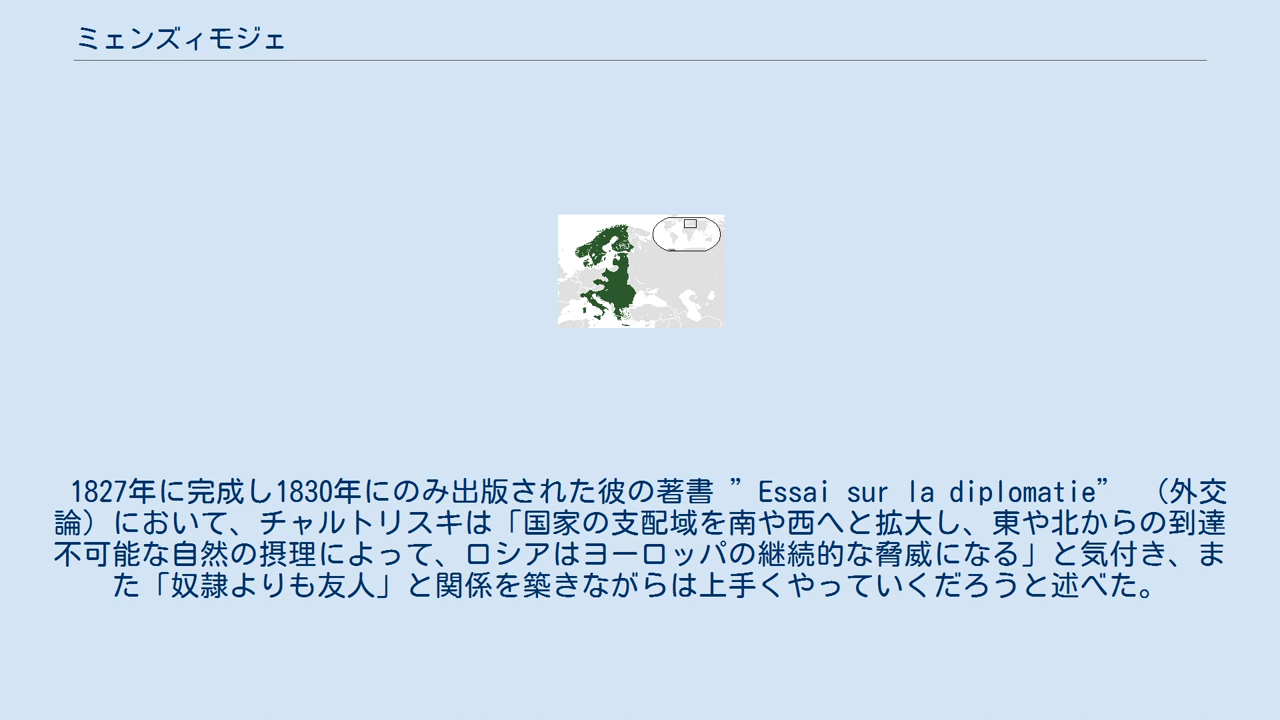 ミェンズィモジェ
1827年に完成し1830年にのみ出版された彼の著書 ”Essai sur la diplomatie” （外交
論）において、チャルトリスキは「国家の支配域を南や西へと拡大し、東や北からの到達
不可能な自然の摂理によって、ロシアはヨーロッパの継続的な脅威になる」と気付き、ま
た「奴隷よりも友人」と関係を築きながらは上手くやっていくだろうと述べた。